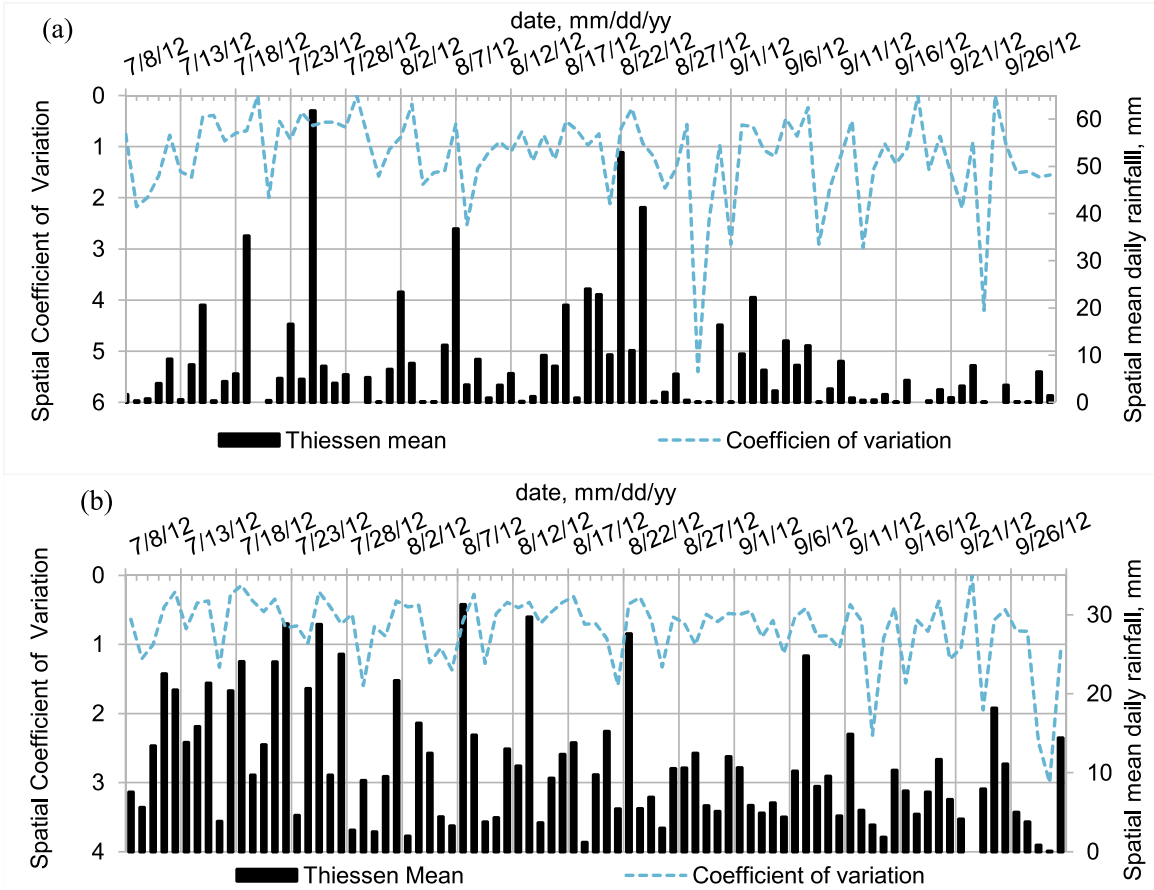 date, mm/dd/yy
(a)
7/8/12 7/13/12 7/18/12 7/23/12 7/28/12 8/2/12 8/7/12 8/12/12 8/17/12 8/22/12 8/27/12 9/1/12 9/6/12 9/11/12 9/16/12 9/21/12 9/26/12
Spatial Coefficient of Variation
0
1
2
3
4
5
6
60
50
40
30
20
10
0
Spatial mean daily rainfalll, mm
Thiessen mean
Coefficien of variation
date, mm/dd/yy
(b)
7/8/12 7/13/12 7/18/12 7/23/12 7/28/12 8/2/12 8/7/12 8/12/12 8/17/12 8/22/12 8/27/12 9/1/12 9/6/12 9/11/12 9/16/12 9/21/12 9/26/12
Spatial Coefficient of Variation
0
1
2
3
4
30
20
10
0
Spatial mean daily rainfall, mm
Thiessen Mean
Coefficient of variation